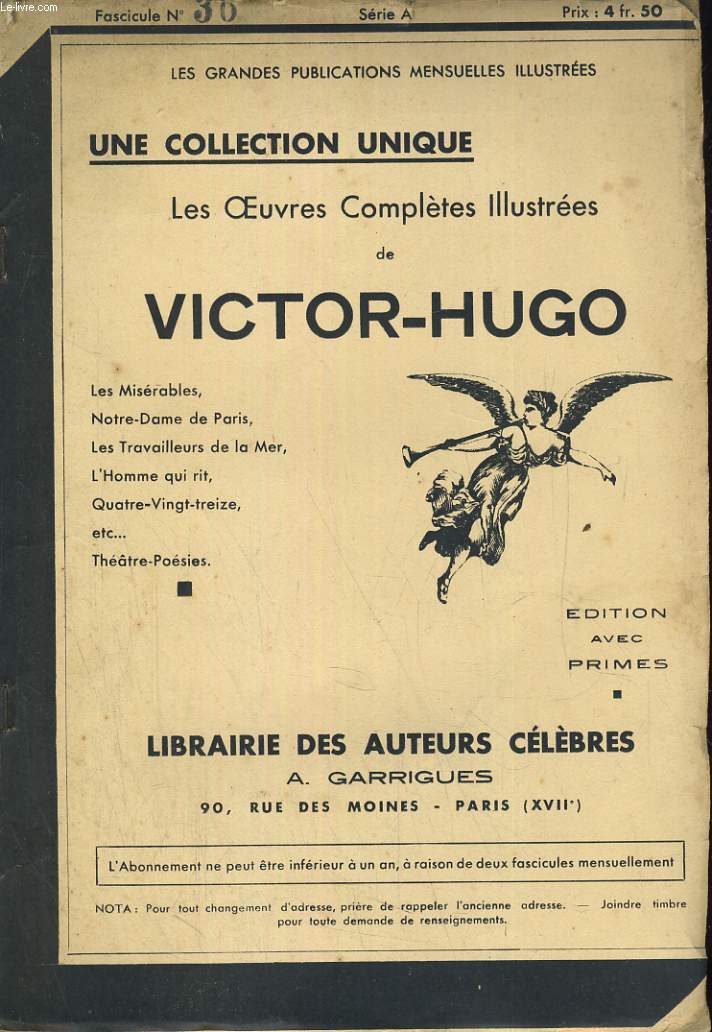 Le-livre.com
Fascicule N° 30 Série A Prix : 4 fr. 50
LES GRANDES PUBLICATIONS MENSUELLES ILLUSTRÉES
UNE COLLECTION UNIQUE
Les Œuvres Complètes Illustrées
de
VICTOR-HUGO
Les Misérables,
Notre-Dame de Paris,
Les Travailleurs de la Mer,
L'Homme qui rit,
Quatre-Vingt-treize,
etc...
Théâtre-Poésies.
EDITION
AVEC
PRIMES
LIBRAIRIE DES AUTEURS CÉLÈBRES
A. GARRIGUES
90, RUE DES MOINES - PARIS (XVII°)
L'Abonnement ne peut être inférieur à un an, à raison de deux fascicules mensuellement
NOTA : Pour tout changement d'adresse, prière de rappeler l'ancienne adresse. — Joindre timbre
pour toute demande de renseignements.